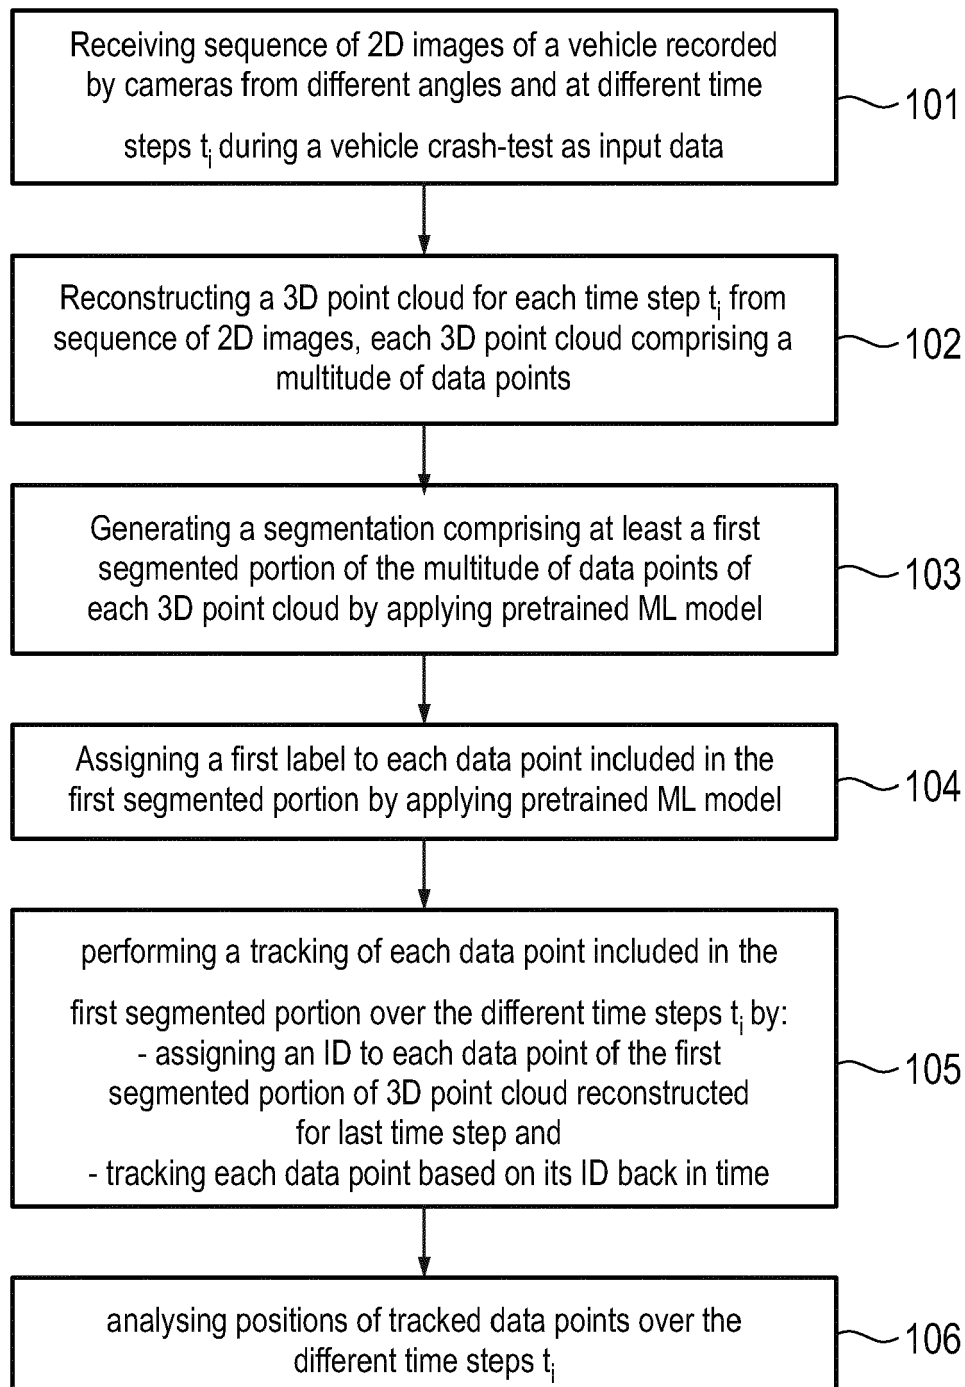 Receiving sequence of 2D images of a vehicle recorded
by cameras from different angles and at different time
steps tᵢ during a vehicle crash-test as input data
101
Reconstructing a 3D point cloud for each time step tᵢ from
sequence of 2D images, each 3D point cloud comprising a
multitude of data points
102
Generating a segmentation comprising at least a first
segmented portion of the multitude of data points of
each 3D point cloud by applying pretrained ML model
103
Assigning a first label to each data point included in the
first segmented portion by applying pretrained ML model
104
performing a tracking of each data point included in the
first segmented portion over the different time steps tᵢ by:
- assigning an ID to each data point of the first
segmented portion of 3D point cloud reconstructed
for last time step and
- tracking each data point based on its ID back in time
105
analysing positions of tracked data points over the
different time steps tᵢ
106